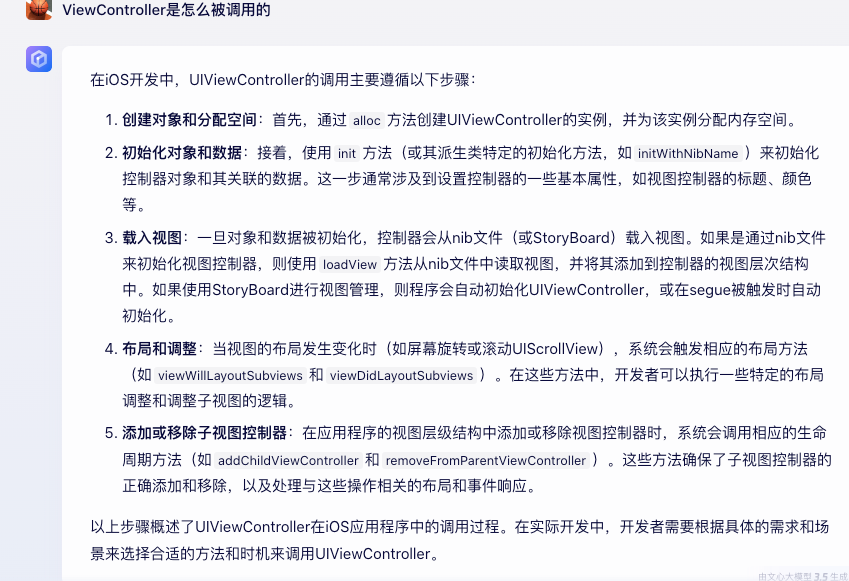 ViewController是怎么被调用的
在iOS开发中，UIViewController的调用主要遵循以下步骤：
1. 创建对象和分配空间：首先，通过 alloc 方法创建UIViewController的实例，并为该实例分配内存空间。
2. 初始化对象和数据：接着，使用 init 方法（或其派生类特定的初始化方法，如 initWithNibName ）来初始化
控制器对象和其关联的数据。这一步通常涉及到设置控制器的一些基本属性，如视图控制器的标题、颜色
等。
3. 载入视图：一旦对象和数据被初始化，控制器会从nib文件（或StoryBoard）载入视图。如果是通过nib文件
来初始化视图控制器，则使用 loadView 方法从nib文件中读取视图，并将其添加到控制器的视图层次结构
中。如果使用StoryBoard进行视图管理，则程序会自动初始化UIViewController，或在segue被触发时自动
初始化。
4. 布局和调整：当视图的布局发生变化时（如屏幕旋转或滚动UIScrollView），系统会触发相应的布局方法
（如 viewWillLayoutSubviews 和 viewDidLayoutSubviews ）。在这些方法中，开发者可以执行一些特定的布局
调整和调整子视图的逻辑。
5. 添加或移除子视图控制器：在应用程序的视图层级结构中添加或移除视图控制器时，系统会调用相应的生命
周期方法（如 addChildViewController 和 removeFromParentViewController ）。这些方法确保了子视图控制器的
正确添加和移除，以及处理与这些操作相关的布局和事件响应。
以上步骤概述了UIViewController在iOS应用程序中的调用过程。在实际开发中，开发者需要根据具体的需求和场
景来选择合适的方法和时机来调用UIViewController。
由文心大模型 3.5 生成